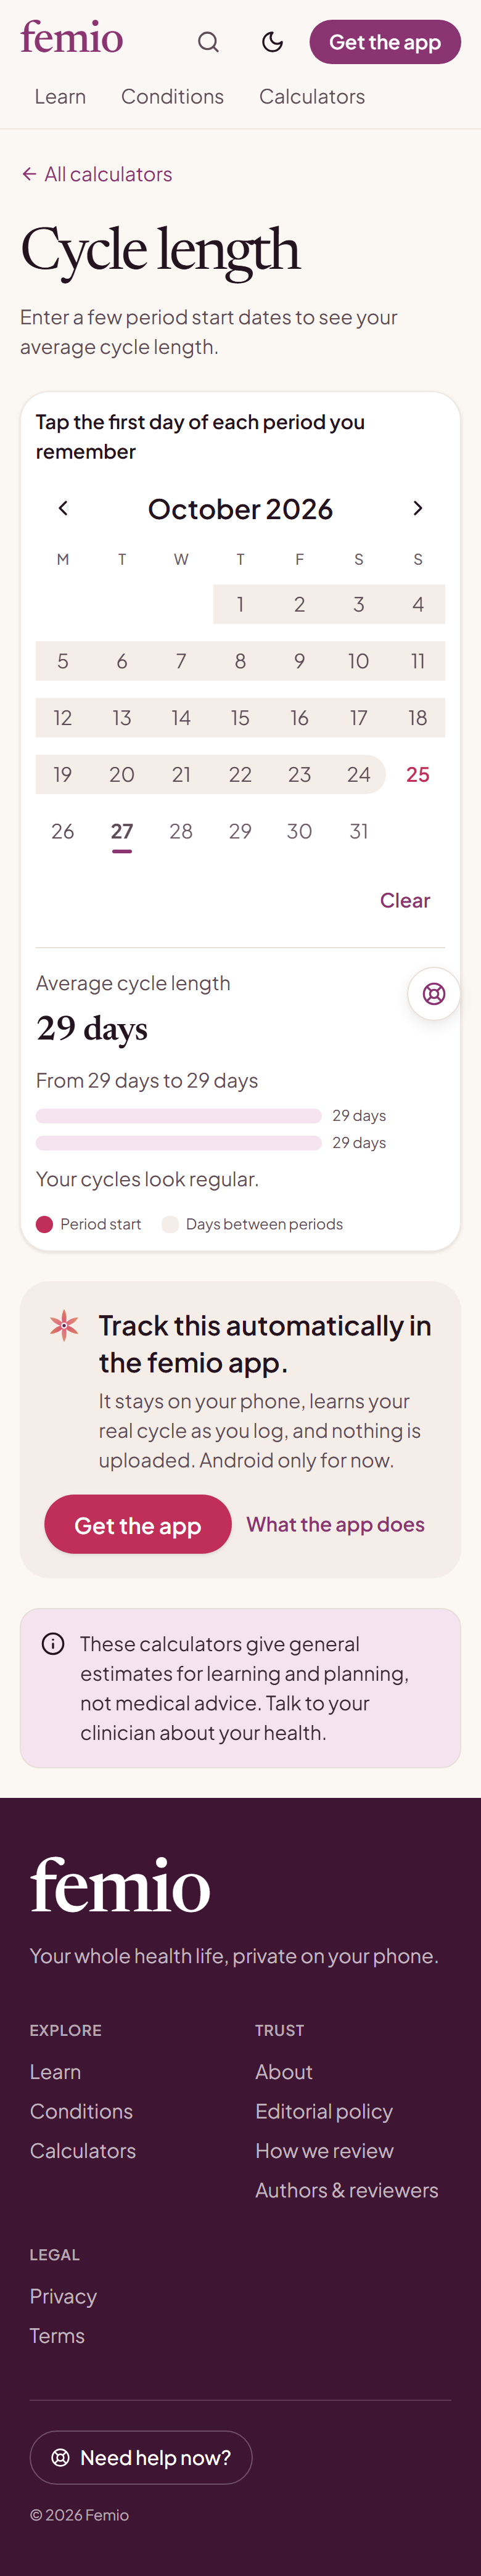 femio
Get the app
Learn Conditions Calculators
← All calculators
Cycle length
Enter a few period start dates to see your
average cycle length.
Tap the first day of each period you
remember
October 2026
M T W T F S S
1 2 3 4
5 6 7 8 9 10 11
12 13 14 15 16 17 18
19 20 21 22 23 24 25
26 27 28 29 30 31
Clear
Average cycle length
29 days
From 29 days to 29 days
29 days
29 days
Your cycles look regular.
Period start Days between periods
Track this automatically in
the femio app.
It stays on your phone, learns your
real cycle as you log, and nothing is
uploaded. Android only for now.
Get the app What the app does
These calculators give general
estimates for learning and planning,
not medical advice. Talk to your
clinician about your health.
femio
Your whole health life, private on your phone.
EXPLORE
Learn
Conditions
Calculators
TRUST
About
Editorial policy
How we review
Authors & reviewers
LEGAL
Privacy
Terms
Need help now?
© 2026 Femio